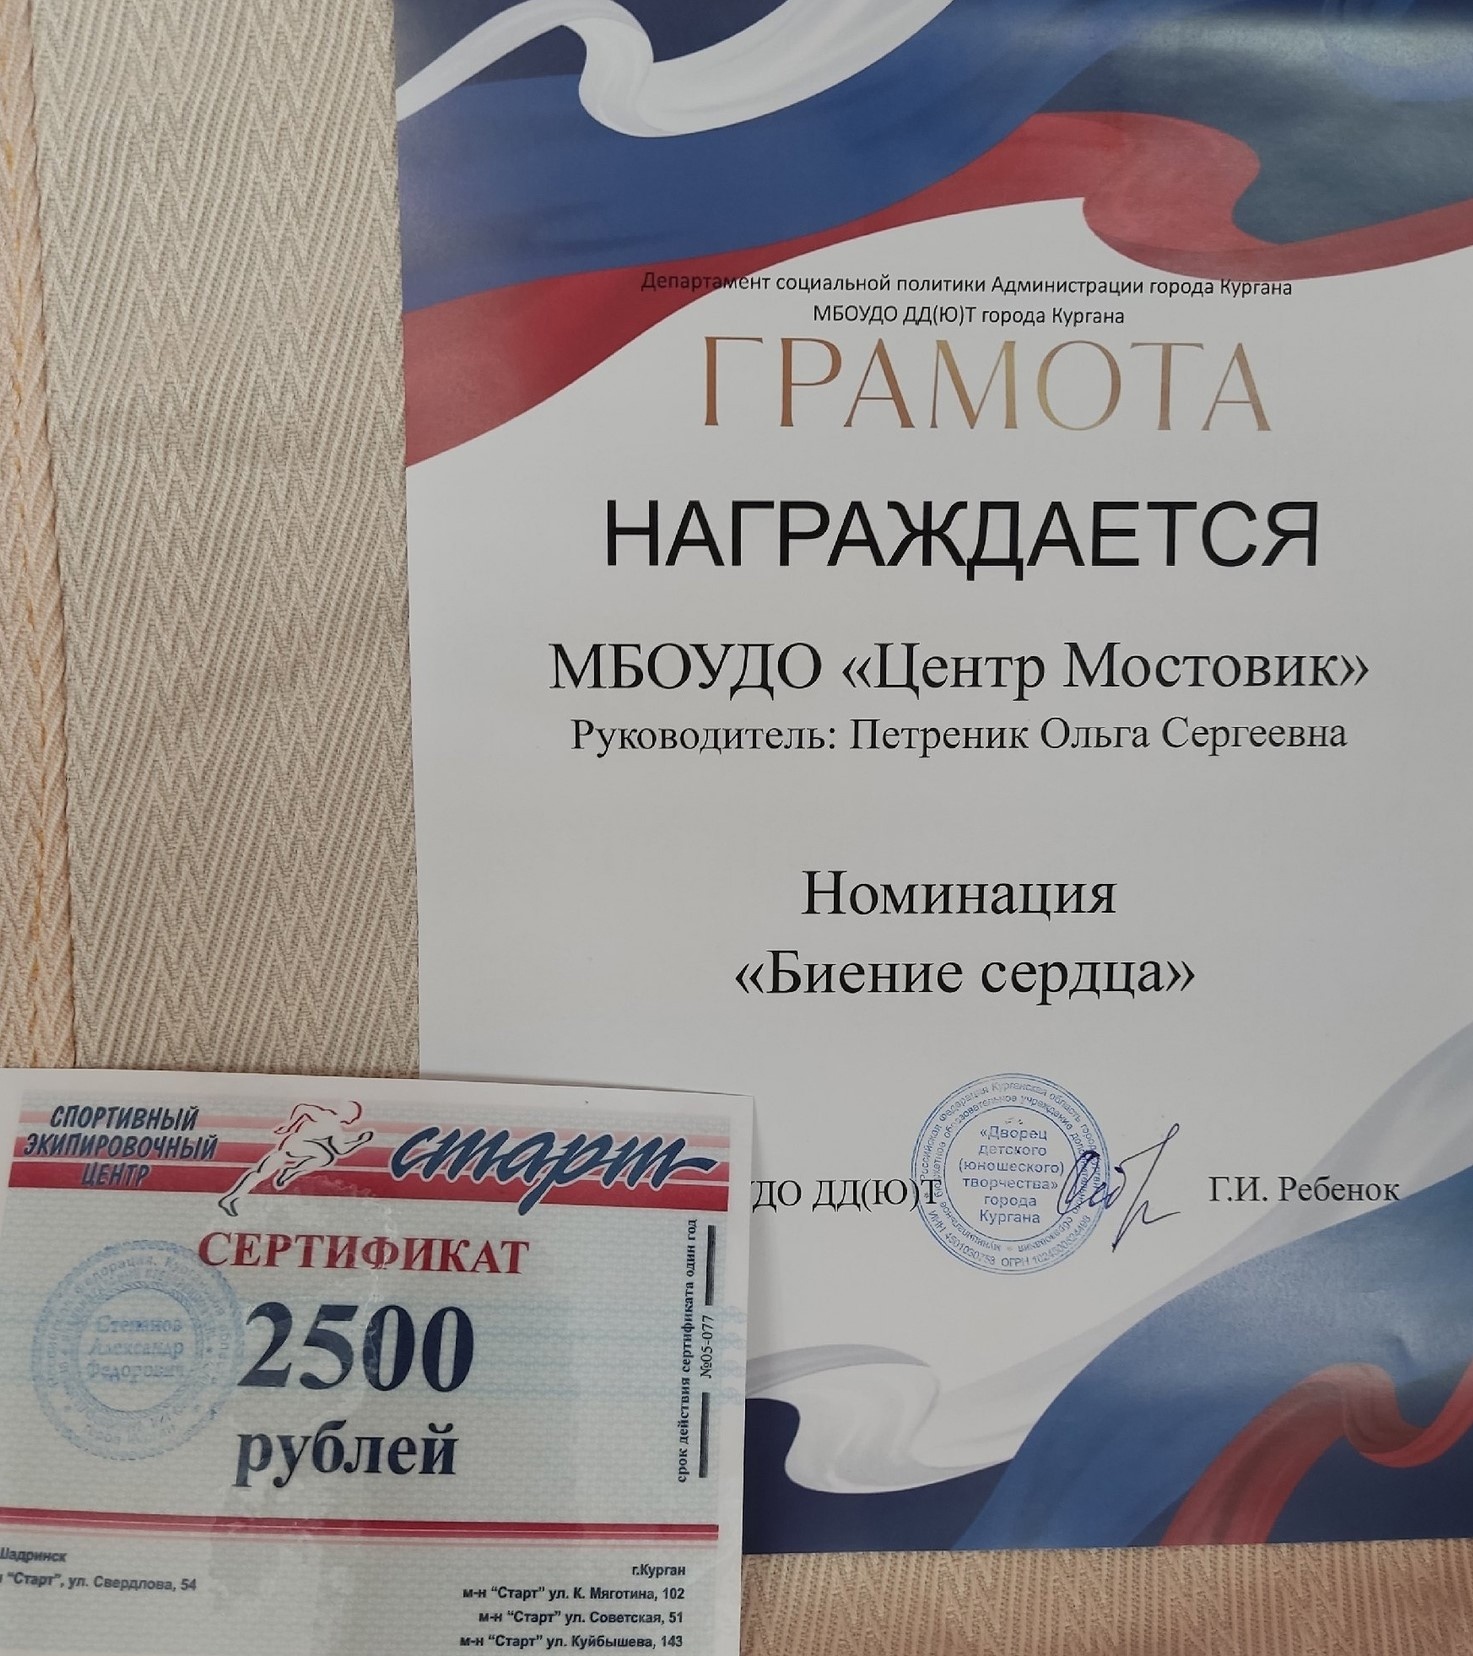 Департамент социальной политики Администрации города Кургана
МБОУДО ДД(Ю)Т города Кургана
ГРАМОТА
НАГРАЖДАЕТСЯ
МБОУДО «Центр Мостовик»
Руководитель: Петреник Ольга Сергеевна
Номинация
«Биение сердца»
ДД(Ю)Т
«Дворец
детского
(юношеского)
творчества»
города
Кургана
Г.И. Ребенок
СПОРТИВНЫЙ
ЭКИПИРОВОЧНЫЙ
ЦЕНТР
старт
СЕРТИФИКАТ
2500
рублей
Степанов
Александр
Федорович
срок действия сертификата один год
№05-077
Шадринск
"Старт", ул. Свердлова, 54
г.Курган
м-н "Старт" ул. К. Мяготина, 102
м-н "Старт" ул. Советская, 51
м-н "Старт" ул. Куйбышева, 143